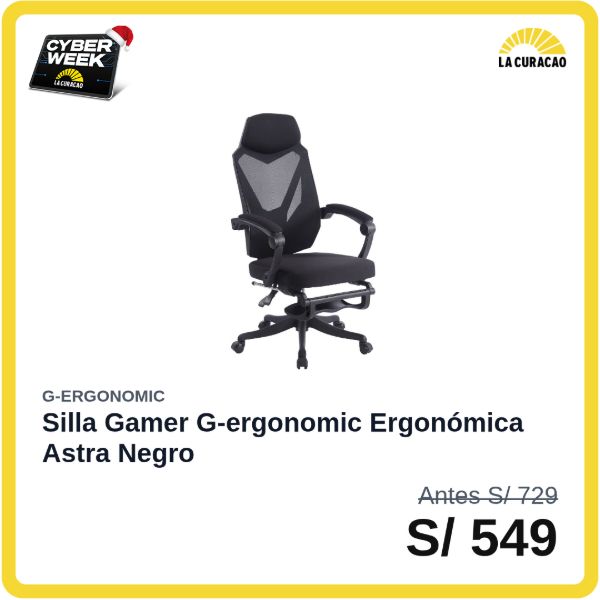 CYBER
WEEK
LA CURACAO
LA CURACAO
G-ERGONOMIC
Silla Gamer G-ergonomic Ergonómica
Astra Negro
Antes S/ 729
S/ 549